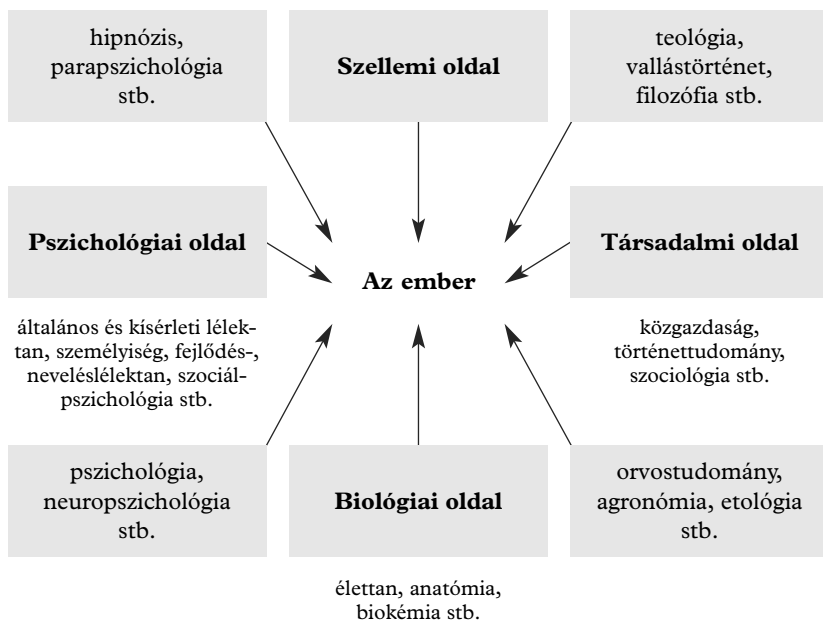 hipnózis,
parapszichológia
stb.
Szellemi oldal
teológia,
vallástörténet,
filozófia stb.
Pszichológiai oldal
Az ember
Társadalmi oldal
általános és kísérleti lélek-
tan, személyiség, fejlődés-,
neveléslélektan, szociál-
pszichológia stb.
közgazdaság,
történettudomány,
szociológia stb.
pszichológia,
neuropszichológia
stb.
Biológiai oldal
orvostudomány,
agronómia, etológia
stb.
élettan, anatómia,
biokémia stb.